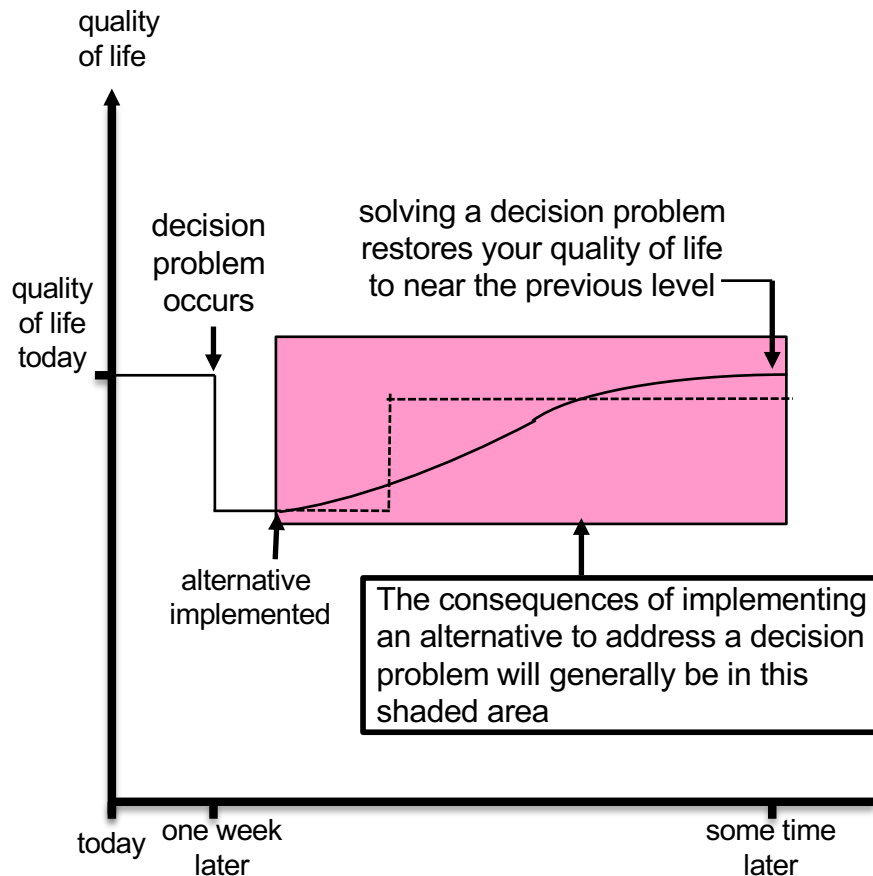 quality
of life
decision
problem
occurs
solving a decision problem
restores your quality of life
to near the previous level
quality
of life
today
alternative
implemented
The consequences of implementing
an alternative to address a decision
problem will generally be in this
shaded area
today
one week
later
some time
later